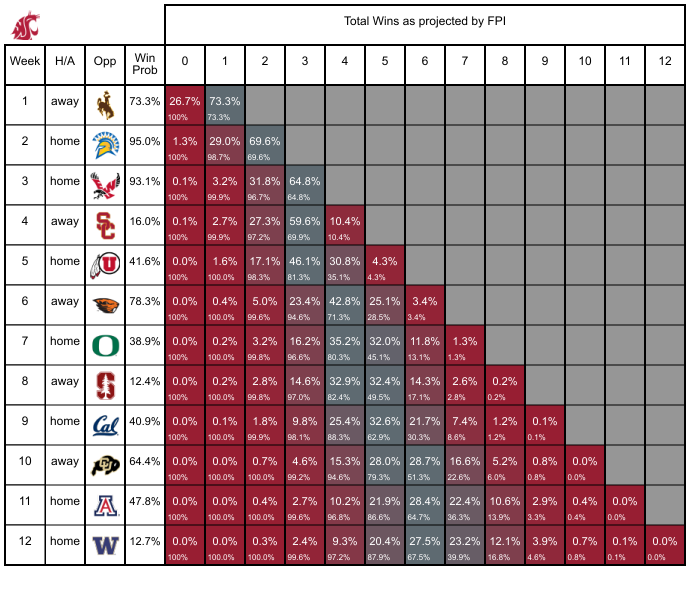 Total Wins as projected by FPI
Week H/A Opp Win Prob 0 1 2 3 4 5 6 7 8 9 10 11 12
1 away 73.3% 26.7% 73.3%
100% 73.3%
2 home 95.0% 1.3% 29.0% 69.6%
100% 98.7% 69.6%
3 home 93.1% 0.1% 3.2% 31.8% 64.8%
100% 99.9% 96.7% 64.8%
4 away SC 16.0% 0.1% 2.7% 27.3% 59.6% 10.4%
100% 99.9% 97.2% 69.9% 10.4%
5 home U 41.6% 0.0% 1.6% 17.1% 46.1% 30.8% 4.3%
100% 100.0% 98.3% 81.3% 35.1% 4.3%
6 away 78.3% 0.0% 0.4% 5.0% 23.4% 42.8% 25.1% 3.4%
100% 100.0% 99.6% 94.6% 71.3% 28.5% 3.4%
7 home O 38.9% 0.0% 0.2% 3.2% 16.2% 35.2% 32.0% 11.8% 1.3%
100% 100.0% 99.8% 96.6% 80.3% 45.1% 13.1% 1.3%
8 away S 12.4% 0.0% 0.2% 2.8% 14.6% 32.9% 32.4% 14.3% 2.6% 0.2%
100% 100.0% 99.8% 97.0% 82.4% 49.5% 17.1% 2.8% 0.2%
9 home Cal 40.9% 0.0% 0.1% 1.8% 9.8% 25.4% 32.6% 21.7% 7.4% 1.2% 0.1%
100% 100.0% 99.9% 98.1% 88.3% 62.9% 30.3% 8.6% 1.2% 0.1%
10 away CU 64.4% 0.0% 0.0% 0.7% 4.6% 15.3% 28.0% 28.7% 16.6% 5.2% 0.8% 0.0%
100% 100.0% 100.0% 99.2% 94.6% 79.3% 51.3% 22.6% 6.0% 0.8% 0.0%
11 home A 47.8% 0.0% 0.0% 0.4% 2.7% 10.2% 21.9% 28.4% 22.4% 10.6% 2.9% 0.4% 0.0%
100% 100.0% 100.0% 99.6% 96.8% 86.6% 64.7% 36.3% 13.9% 3.3% 0.4% 0.0%
12 home W 12.7% 0.0% 0.0% 0.3% 2.4% 9.3% 20.4% 27.5% 23.2% 12.1% 3.9% 0.7% 0.1% 0.0%
100% 100.0% 100.0% 99.6% 97.2% 87.9% 67.5% 39.9% 16.8% 4.6% 0.8% 0.1% 0.0%